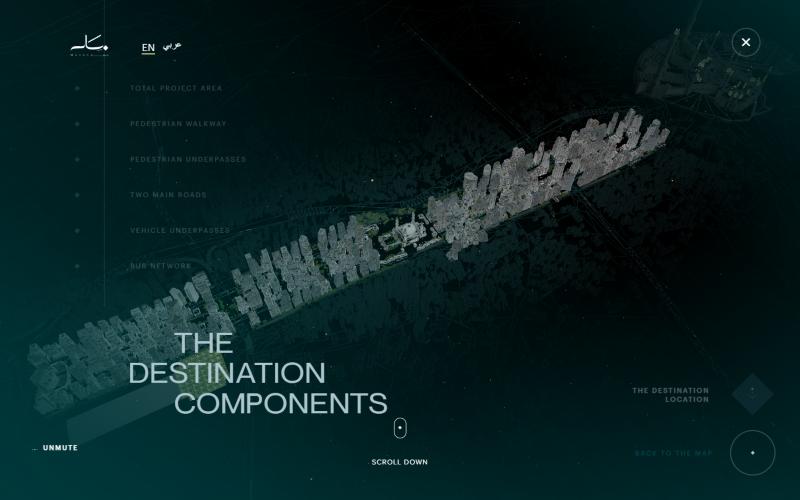 EN عربي
TOTAL PROJECT AREA
PEDESTRIAN WALKWAY
PEDESTRIAN UNDERPASSES
TWO MAIN ROADS
VEHICLE UNDERPASSES
BUS NETWORK
THE
DESTINATION
COMPONENTS
THE DESTINATION
LOCATION
UNMUTE
SCROLL DOWN
BACK TO THE MAP